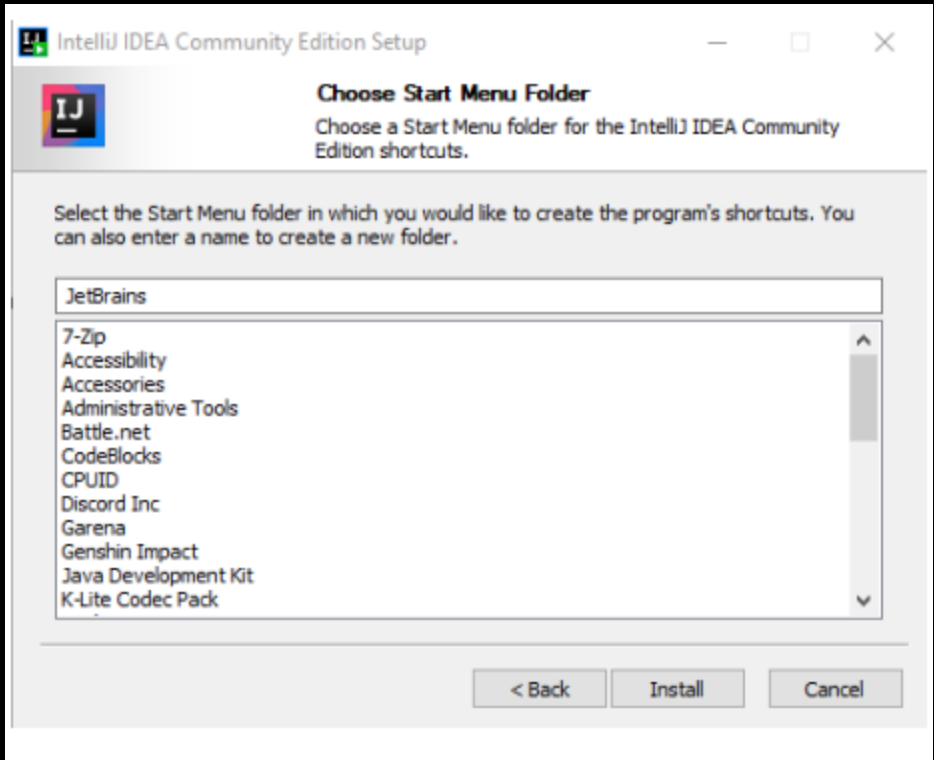 IntelliJ IDEA Community Edition Setup
IJ
Choose Start Menu Folder
Choose a Start Menu folder for the IntelliJ IDEA Community
Edition shortcuts.
Select the Start Menu folder in which you would like to create the program's shortcuts. You
can also enter a name to create a new folder.
JetBrains
7-Zip
Accessibility
Accessories
Administrative Tools
Battle.net
CodeBlocks
CPUID
Discord Inc
Garena
Genshin Impact
Java Development Kit
K-Lite Codec Pack
< Back Install Cancel